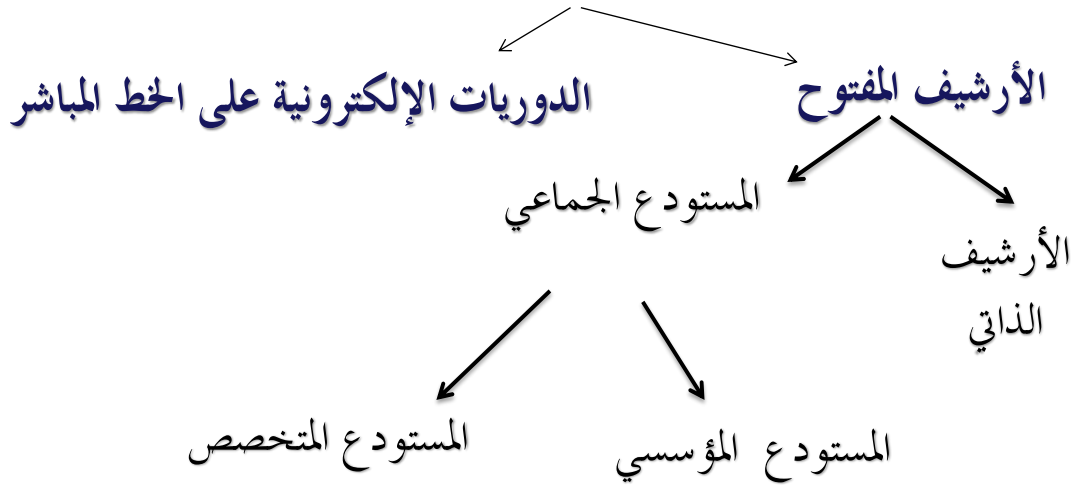 الأرشيف المفتوح
الدوريات الإلكترونية على الخط المباشر
المستودع الجماعي
الأرشيف
الذاتي
المستودع المؤسسي
المستودع المتخصص